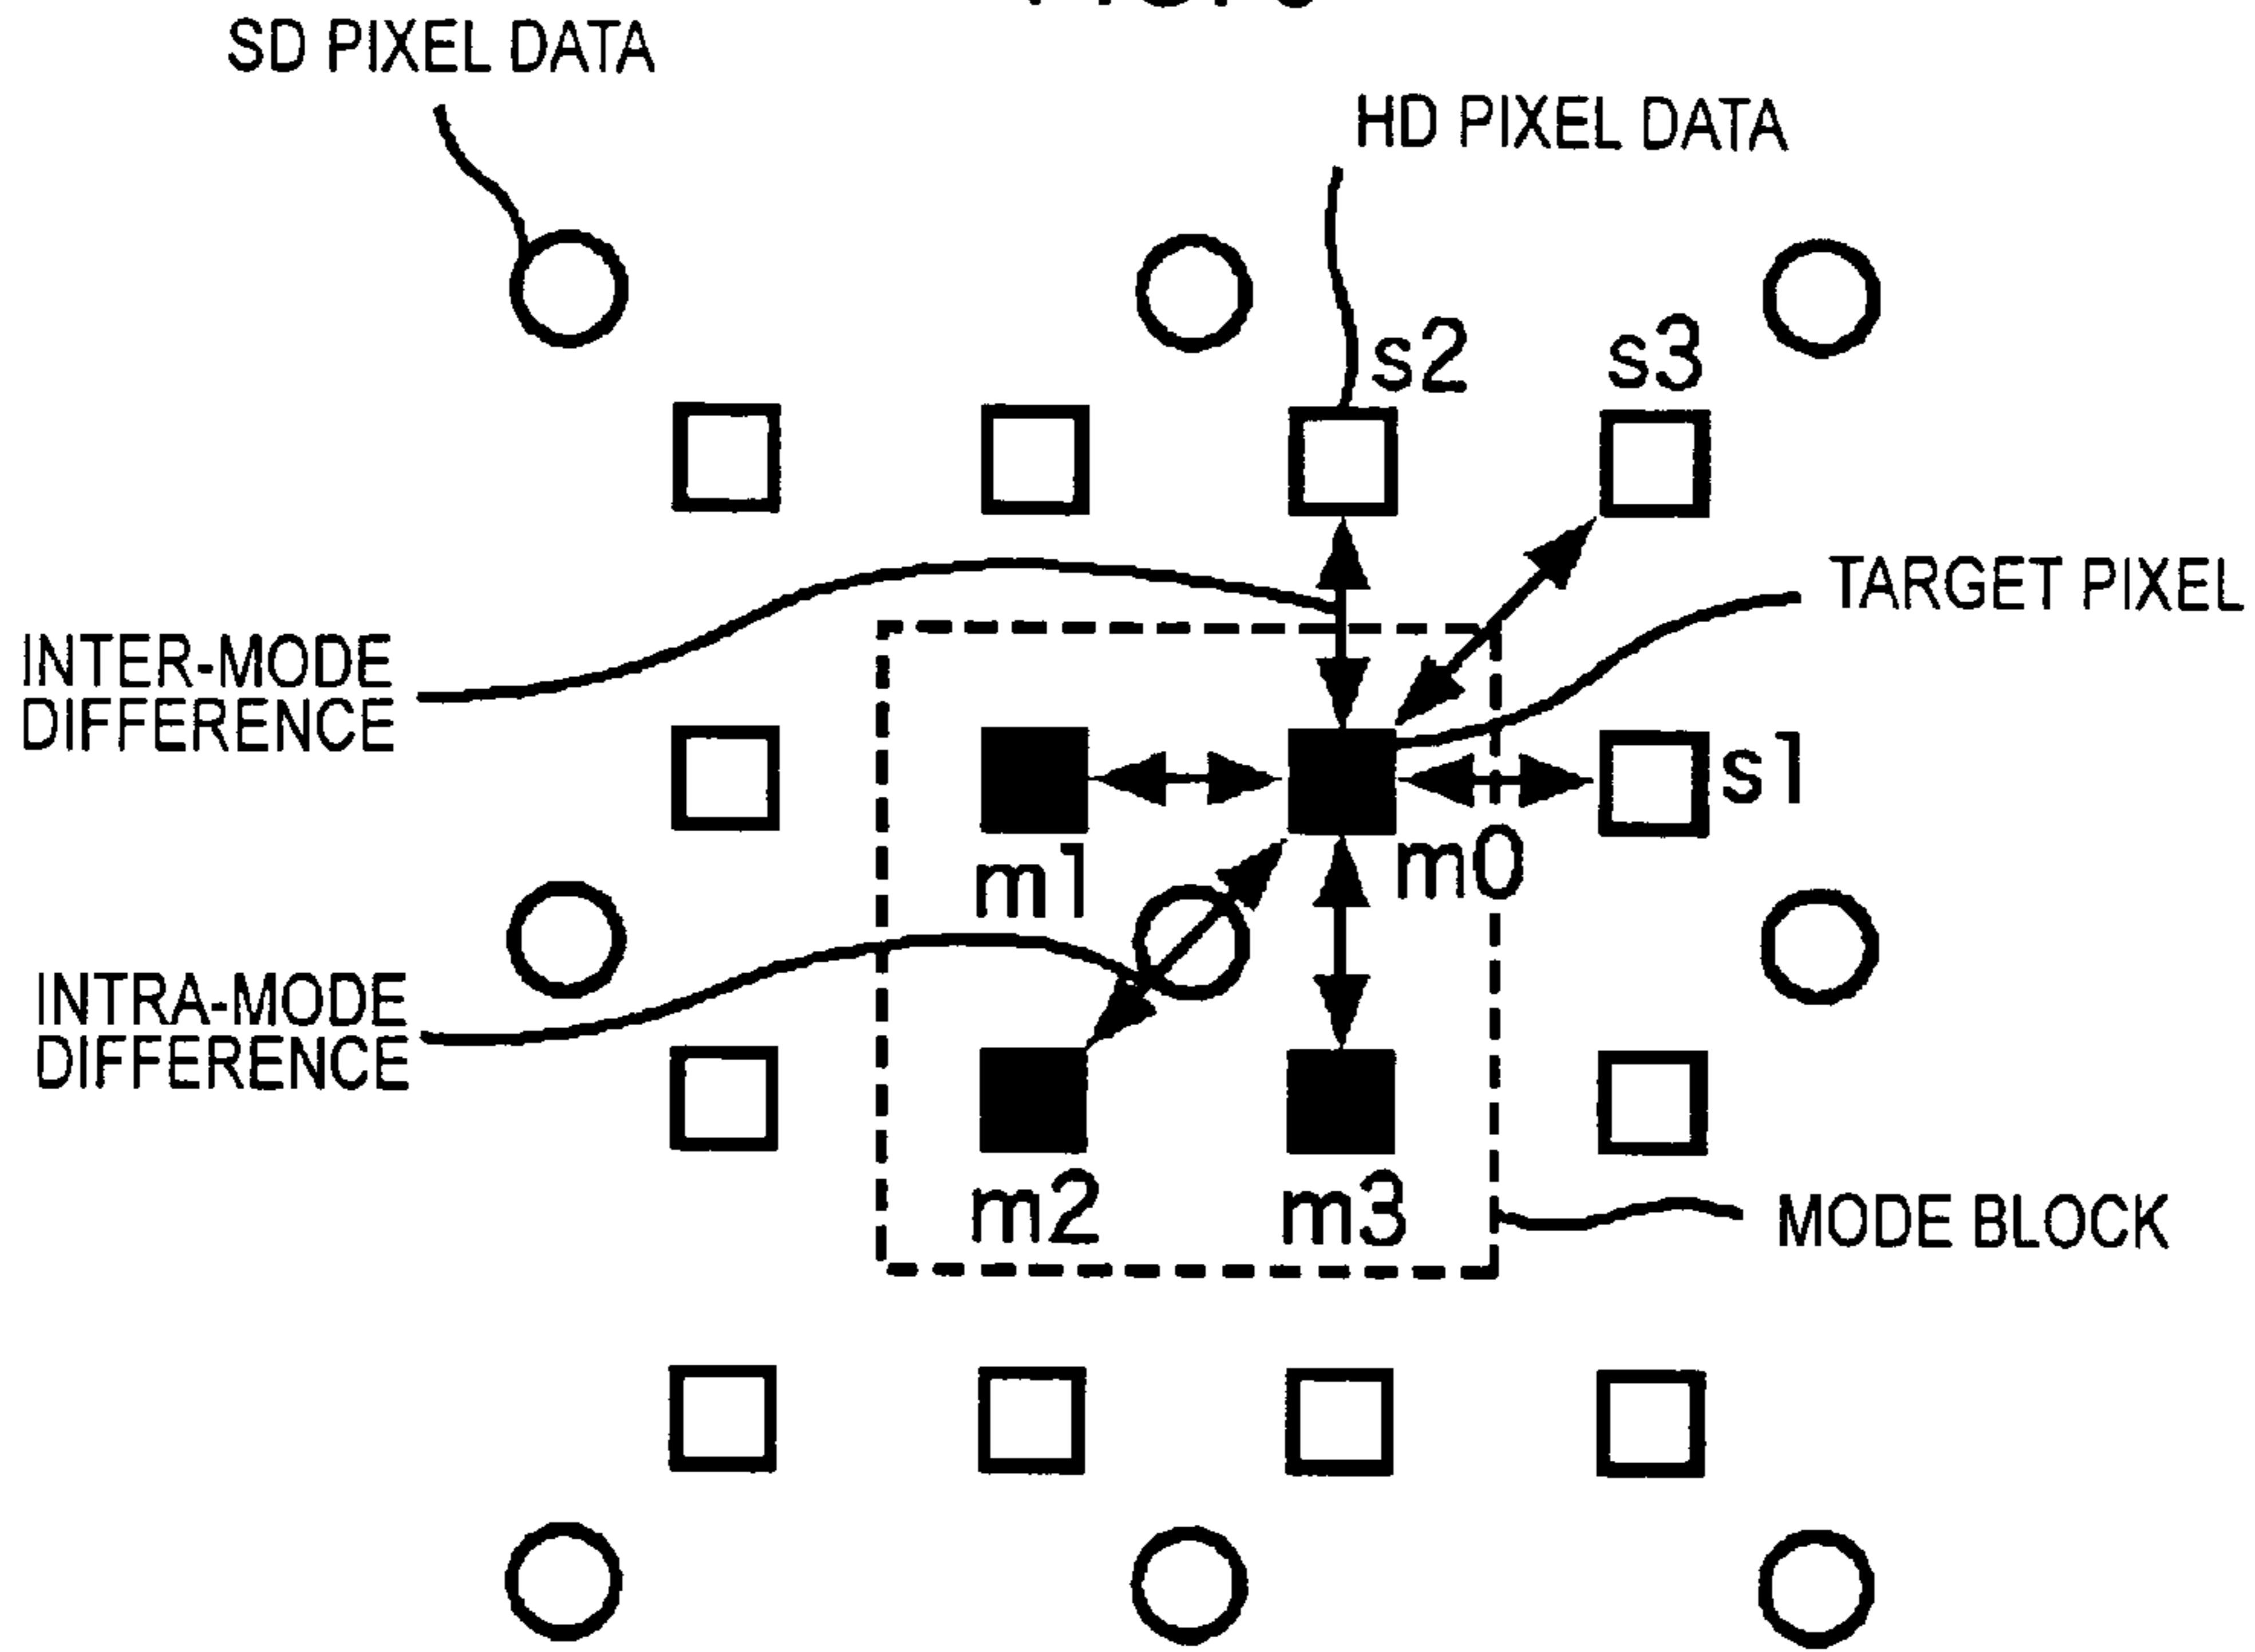 SD PIXEL DATA
HD PIXEL DATA
s2
s3
TARGET PIXEL
INTER-MODE
DIFFERENCE
s1
m1
m0
INTRA-MODE
DIFFERENCE
m2
m3
MODE BLOCK